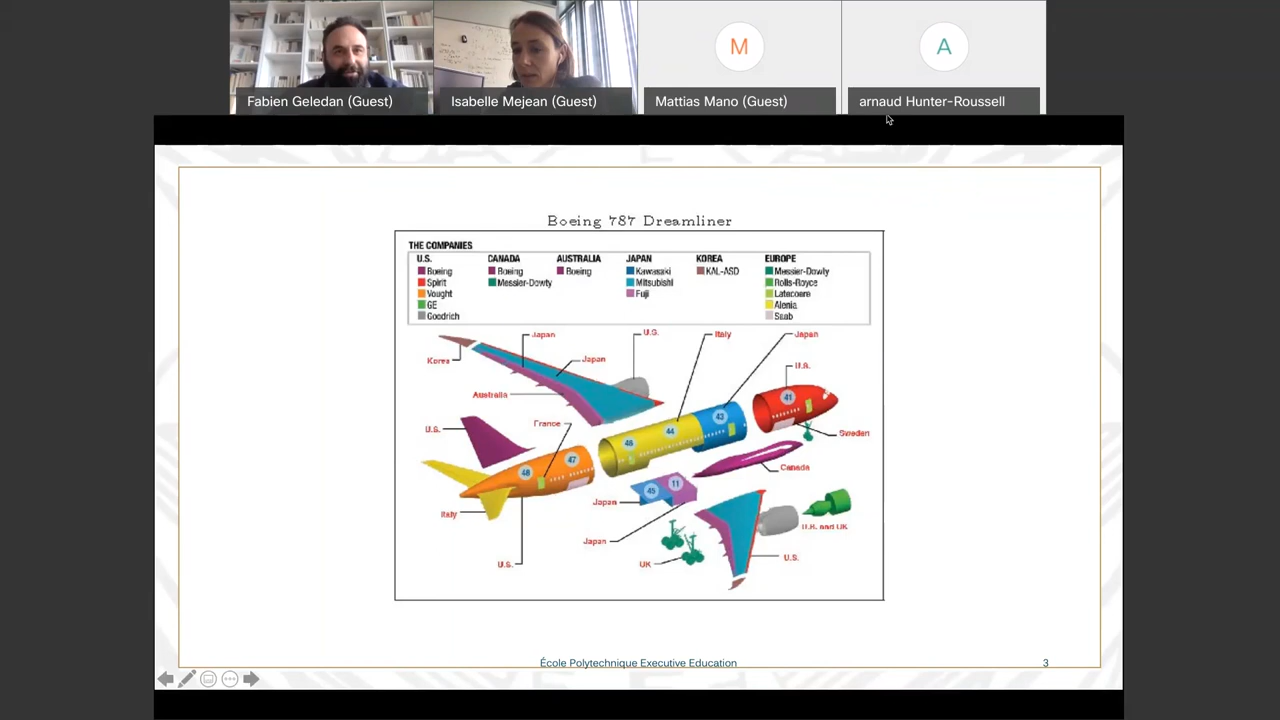 Fabien Geledan (Guest)
Isabelle Mejean (Guest)
M
Mattias Mano (Guest)
A
arnaud Hunter-Roussell
Boeing 787 Dreamliner
THE COMPANIES
U.S. CANADA AUSTRALIA JAPAN KOREA EUROPE
Boeing Boeing Boeing Kawasaki KAL-ASD Messier-Dowty
Spirit Messier-Dowty Mitsubishi Rolls-Royce
Vought Fuji Latecoere
GE Alenia
Goodrich Saab
Japan U.S. Italy Japan
Korea Japan U.S.
Australia 41
France 43
U.S. 44 Sweden
46
47 Canada
48 45 11
Japan
Italy U.S. and UK
Japan
U.S. UK U.S.
École Polytechnique Executive Education 3